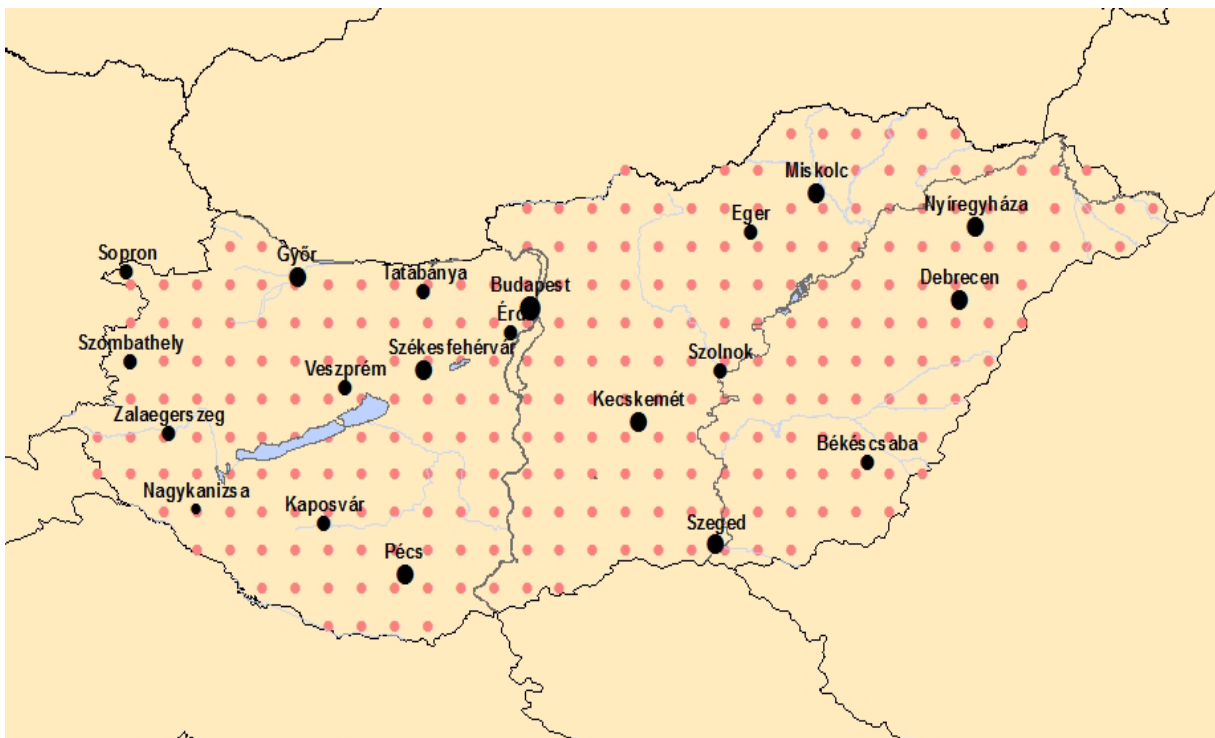 Miskolc
Nyíregyháza
Eger
Sopron
Győr
Tatabánya
Debrecen
Budapest
Érd
Szombathely
Székesfehérvár
Szolnok
Veszprém
Kecskemét
Zalaegerszeg
Békéscsaba
Nagykanizsa
Kaposvár
Szeged
Pécs